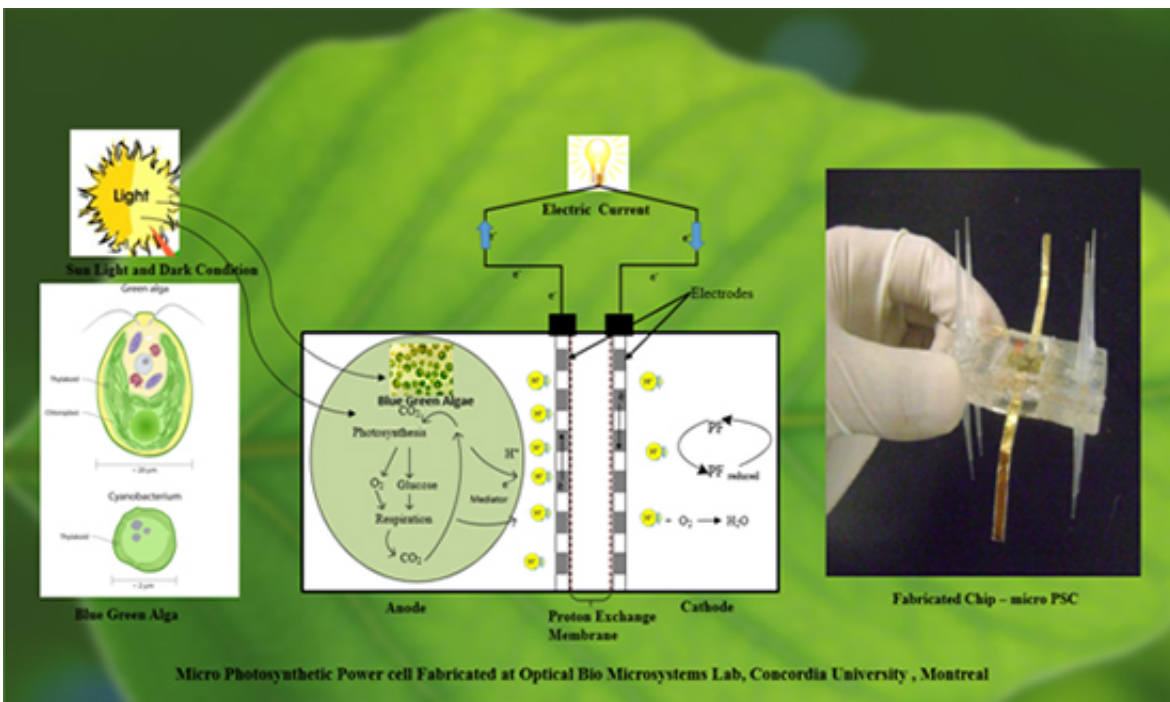 Light
Sun Light and Dark Condition
Green alga
Thylakoid
Chloroplast
~ 20 µm
Cyanobacterium
Thylakoid
~ 2 µm
Blue Green Alga
Electric Current
e-
e-
e-
e-
e-
Electrodes
Blue Green Algae
CO2
Photosynthesis
O2
Glucose
Respiration
CO2
H+
e-
Mediator
H+
H+
H+
H+
H+
H+
H+
H+
H+
PF
PF reduced
H+
+ O2 → H2O
Anode
Proton Exchange
Membrane
Cathode
Fabricated Chip – micro PSC
Micro Photosynthetic Power cell Fabricated at Optical Bio Microsystems Lab, Concordia University , Montreal